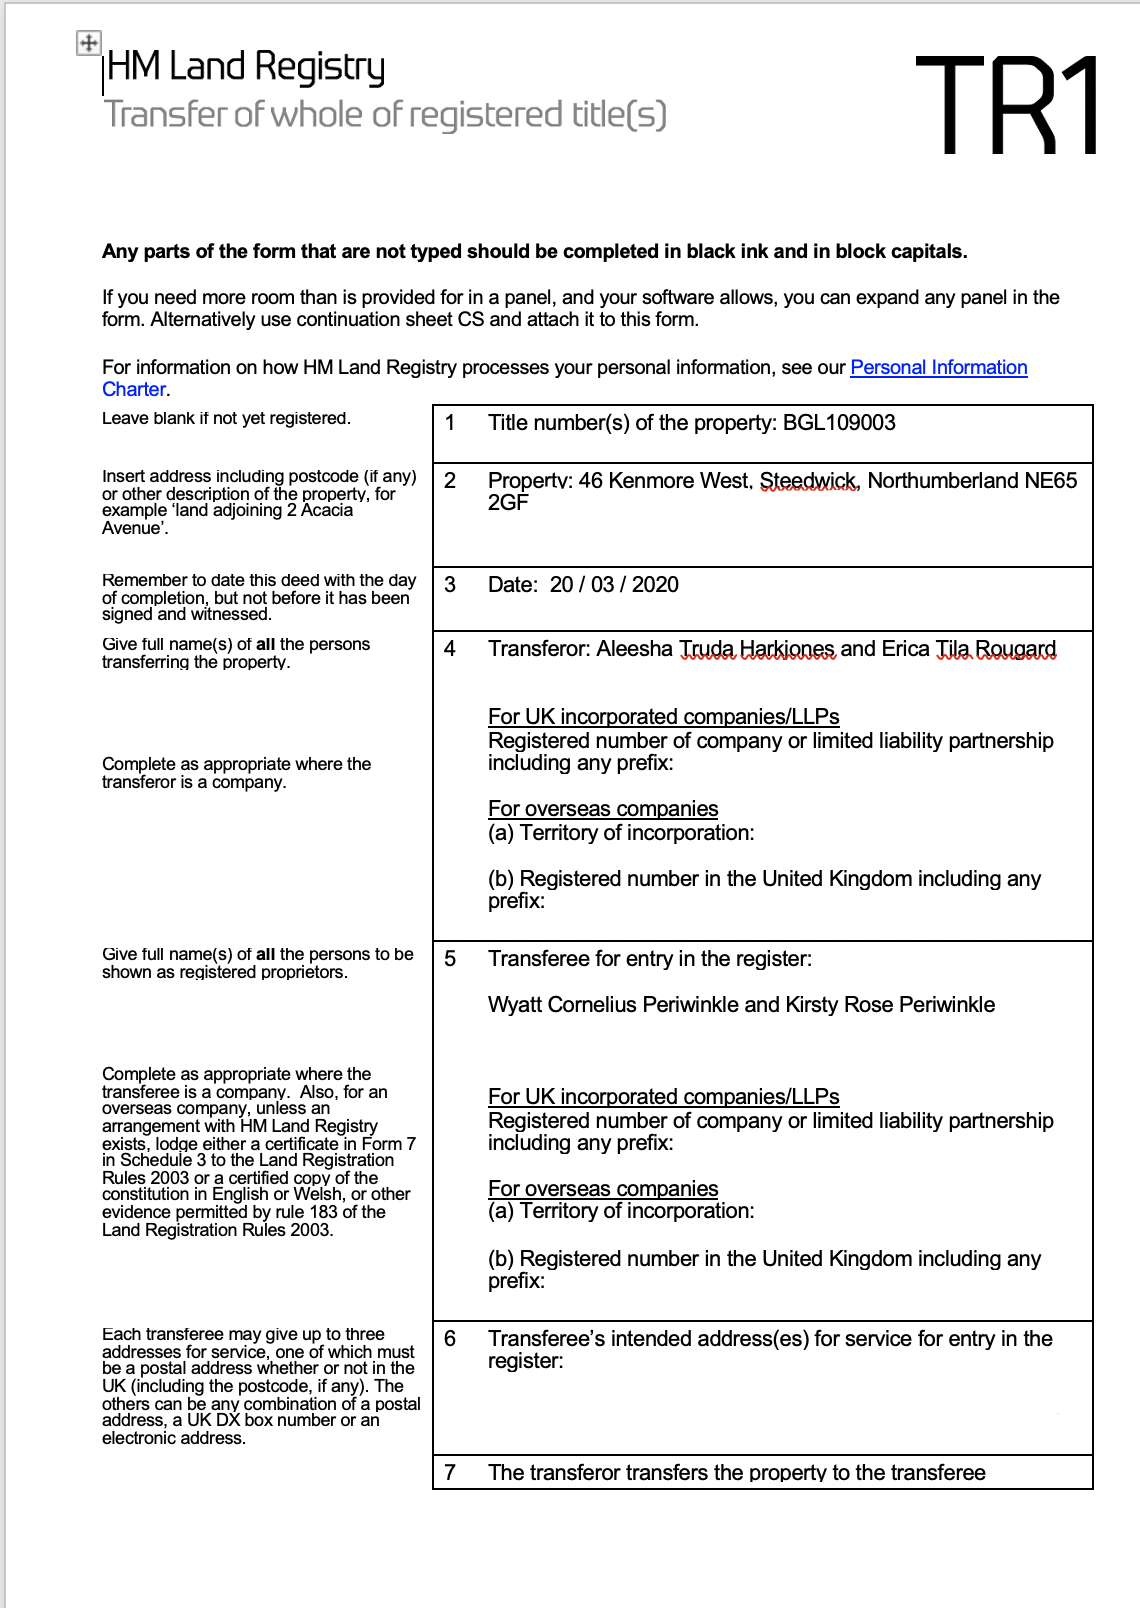 HM Land Registry
Transfer of whole of registered title(s)
TR1
Any parts of the form that are not typed should be completed in black ink and in block capitals.
If you need more room than is provided for in a panel, and your software allows, you can expand any panel in the
form. Alternatively use continuation sheet CS and attach it to this form.
For information on how HM Land Registry processes your personal information, see our Personal Information
Charter.
Leave blank if not yet registered.
1 Title number(s) of the property: BGL109003
Insert address including postcode (if any)
or other description of the property, for
example ‘land adjoining 2 Acacia
Avenue’.
2 Property: 46 Kenmore West, Steedwick, Northumberland NE65
2GF
Remember to date this deed with the day
of completion, but not before it has been
signed and witnessed.
3 Date: 20 / 03 / 2020
Give full name(s) of all the persons
transferring the property.
4 Transferor: Aleesha Truda Harkjones and Erica Tila Rougard
Complete as appropriate where the
transferor is a company.
For UK incorporated companies/LLPs
Registered number of company or limited liability partnership
including any prefix:
For overseas companies
(a) Territory of incorporation:
(b) Registered number in the United Kingdom including any
prefix:
Give full name(s) of all the persons to be
shown as registered proprietors.
5 Transferee for entry in the register:
Wyatt Cornelius Periwinkle and Kirsty Rose Periwinkle
Complete as appropriate where the
transferee is a company. Also, for an
overseas company, unless an
arrangement with HM Land Registry
exists, lodge either a certificate in Form 7
in Schedule 3 to the Land Registration
Rules 2003 or a certified copy of the
constitution in English or Welsh, or other
evidence permitted by rule 183 of the
Land Registration Rules 2003.
For UK incorporated companies/LLPs
Registered number of company or limited liability partnership
including any prefix:
For overseas companies
(a) Territory of incorporation:
(b) Registered number in the United Kingdom including any
prefix:
Each transferee may give up to three
addresses for service, one of which must
be a postal address whether or not in the
UK (including the postcode, if any). The
others can be any combination of a postal
address, a UK DX box number or an
electronic address.
6 Transferee’s intended address(es) for service for entry in the
register:
7 The transferor transfers the property to the transferee